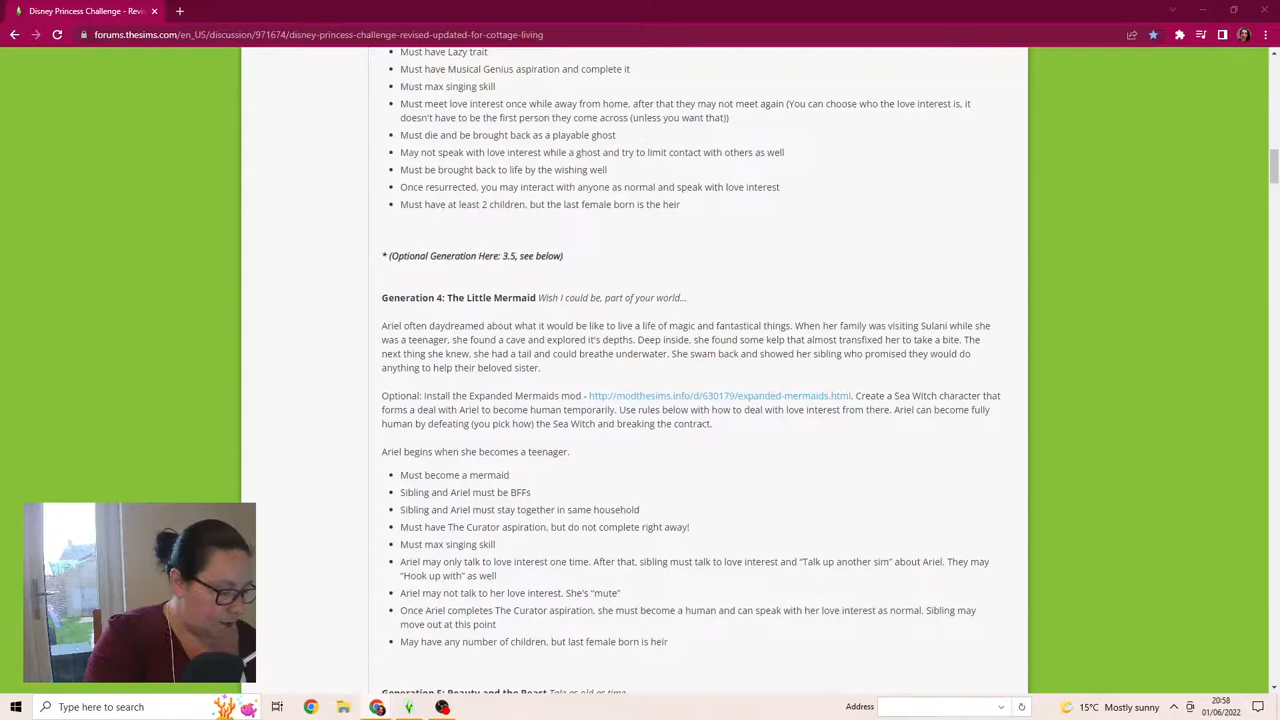 Disney Princess Challenge - Revis
forums.thesims.com/en_US/discussion/971674/disney-princess-challenge-revised-updated-for-cottage-living
Must have Lazy trait
Must have Musical Genius aspiration and complete it
Must max singing skill
Must meet love interest once while away from home, after that they may not meet again (You can choose who the love interest is, it
doesn't have to be the first person they come across (unless you want that))
Must die and be brought back as a playable ghost
May not speak with love interest while a ghost and try to limit contact with others as well
Must be brought back to life by the wishing well
Once resurrected, you may interact with anyone as normal and speak with love interest
Must have at least 2 children, but the last female born is the heir
* (Optional Generation Here: 3.5, see below)
Generation 4: The Little Mermaid Wish I could be, part of your world...
Ariel often daydreamed about what it would be like to live a life of magic and fantastical things. When her family was visiting Sulani while she
was a teenager, she found a cave and explored it's depths. Deep inside, she found some kelp that almost transfixed her to take a bite. The
next thing she knew, she had a tail and could breathe underwater. She swam back and showed her sibling who promised they would do
anything to help their beloved sister.
Optional: install the Expanded Mermaids mod - http://modthesims.info/d/630179/expanded-mermaids.html. Create a Sea Witch character that
forms a deal with Ariel to become human temporarily. Use rules below with how to deal with love interest from there. Ariel can become fully
human by defeating (you pick how) the Sea Witch and breaking the contract.
Ariel begins when she becomes a teenager.
Must become a mermaid
Sibling and Ariel must be BFFs
Sibling and Ariel must stay together in same household
Must have The Curator aspiration, but do not complete right away!
Must max singing skill
Ariel may only talk to love interest one time. After that, sibling must talk to love interest and "Talk up another sim" about Ariel. They may
"Hook up with" as well
Ariel may not talk to her love interest. She's "mute"
Once Ariel completes The Curator aspiration, she must become a human and can speak with her love interest as normal. Sibling may
move out at this point
May have any number of children, but last female born is heir
Generation 5: Beauty and the Beast Tale as old as time
Type here to search
Address
15°C Mostly sunny
20:58
01/06/2022